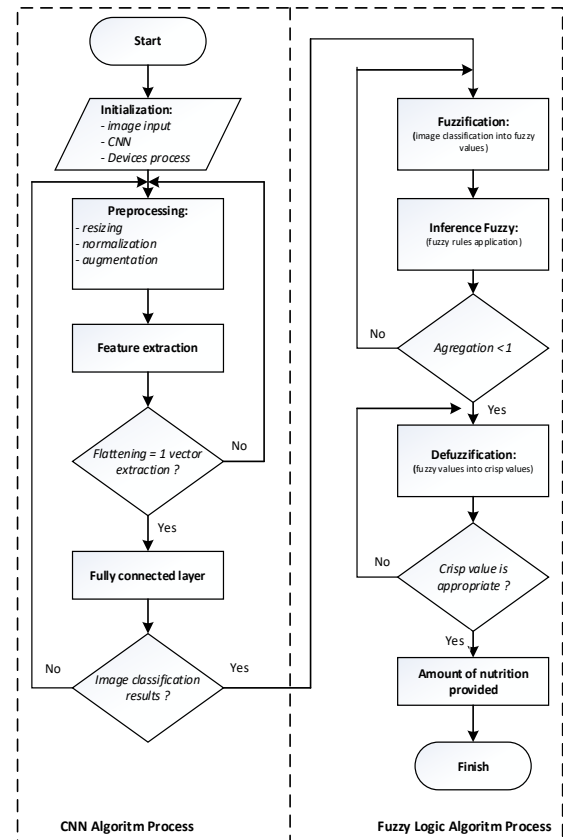 Start
Initialization:
- image input
- CNN
- Devices process
Preprocessing:
- resizing
- normalization
- augmentation
Feature extraction
Flattening = 1 vector
extraction ?
No
Yes
Fully connected layer
Image classification
results ?
No
Yes
CNN Algoritm Process
Fuzzification:
(image classification into fuzzy
values)
Inference Fuzzy:
(fuzzy rules application)
Agregation < 1
No
Yes
Defuzzification:
(fuzzy values into crisp values)
Crisp value is
appropriate ?
No
Yes
Amount of nutrition
provided
Finish
Fuzzy Logic Algoritm Process